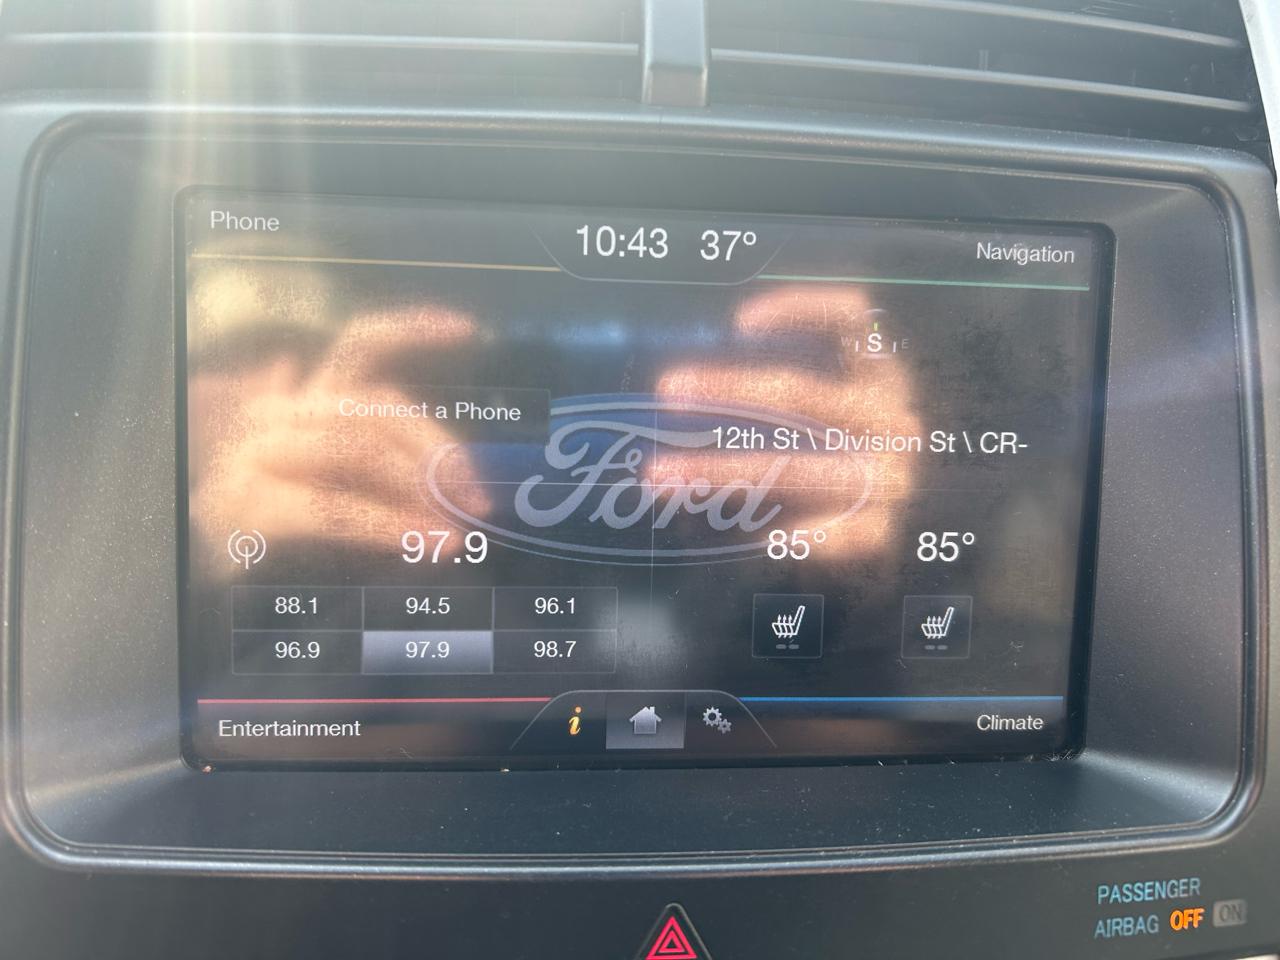 Phone
10:43 37°
Navigation
W S E
Connect a Phone
12th St \ Division St \ CR-
Ford
97.9
85° 85°
88.1 94.5 96.1
96.9 97.9 98.7
Entertainment
i
Climate
PASSENGER
AIRBAG OFF ON